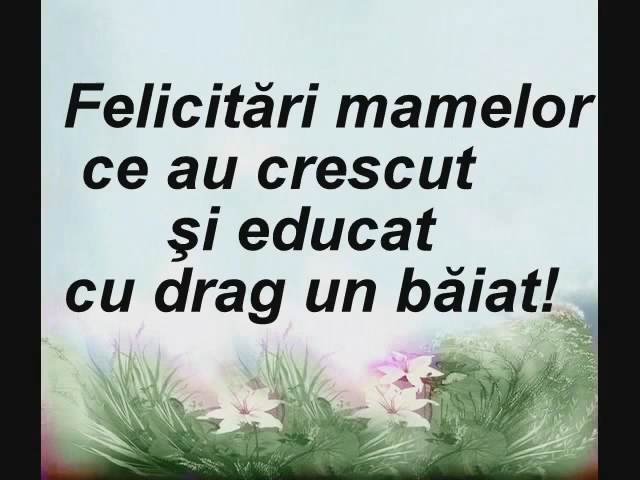 Felicitări mamelor
ce au crescut
şi educat
cu drag un băiat!